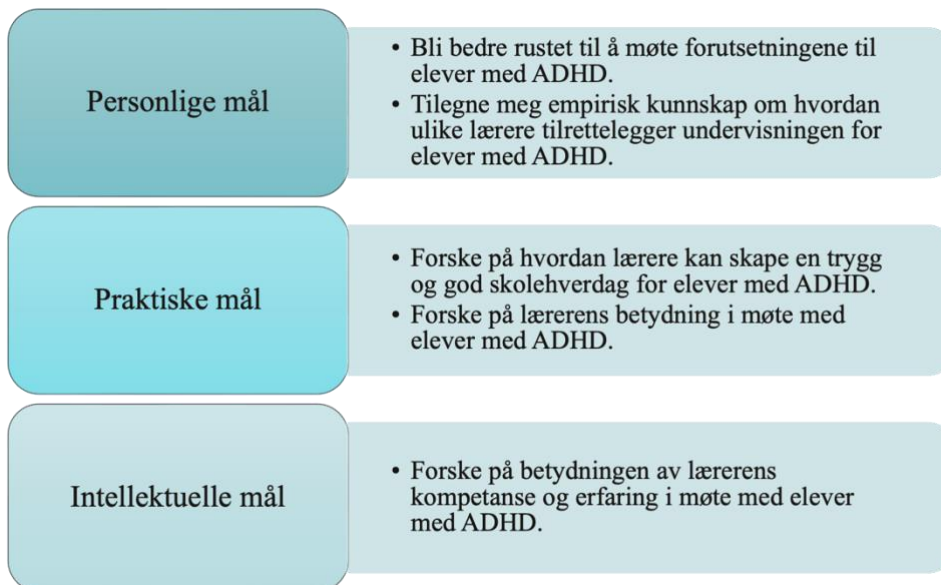 Personlige mål
• Bli bedre rustet til å møte forutsetningene til
elever med ADHD.
• Tilegne meg empirisk kunnskap om hvordan
ulike lærere tilrettelegger undervisningen for
elever med ADHD.
Praktiske mål
• Forske på hvordan lærere kan skape en trygg
og god skolehverdag for elever med ADHD.
• Forske på lærerens betydning i møte med
elever med ADHD.
Intellektuelle mål
• Forske på betydningen av lærerens
kompetanse og erfaring i møte med elever
med ADHD.